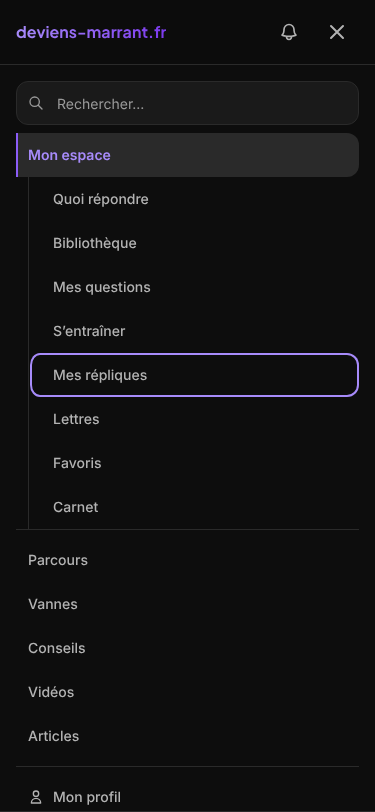 deviens-marrant.fr
Rechercher...
Mon espace
Quoi répondre
Bibliothèque
Mes questions
S’entraîner
Mes répliques
Lettres
Favoris
Carnet
Parcours
Vannes
Conseils
Vidéos
Articles
Mon profil